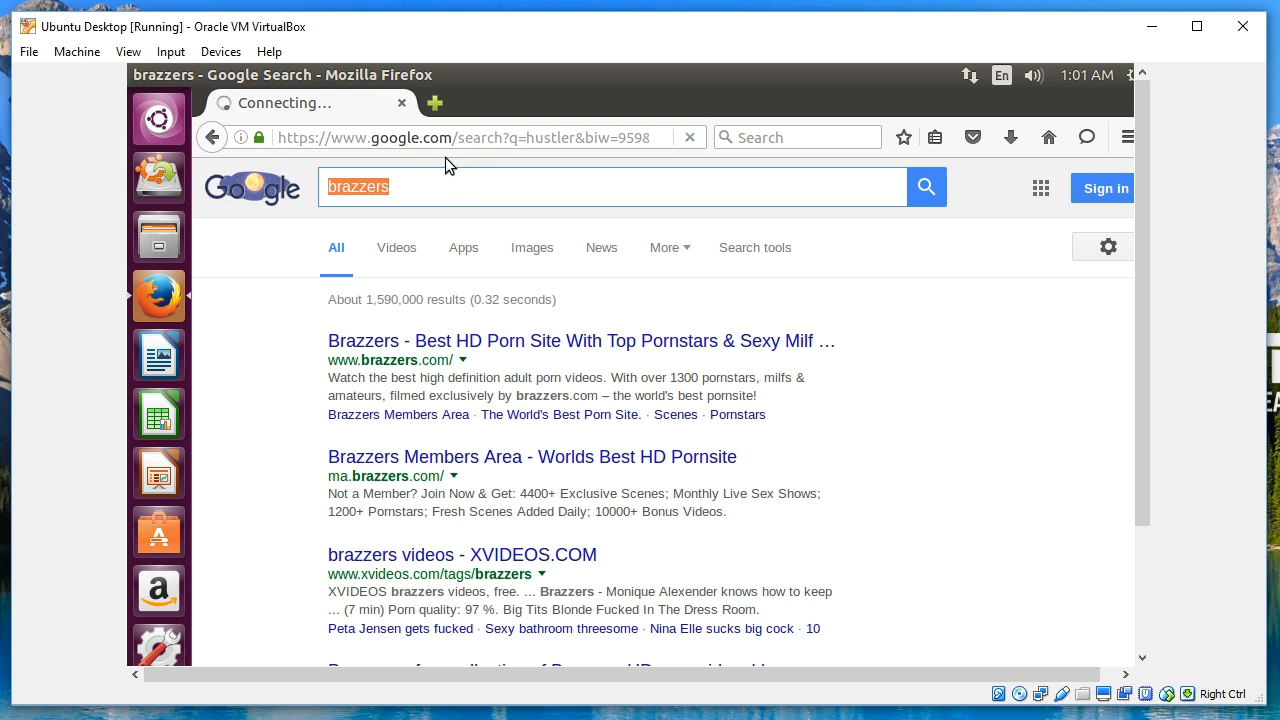 Ubuntu Desktop [Running] - Oracle VM VirtualBox
File Machine View Input Devices Help
brazzers - Google Search - Mozilla Firefox
En 1:01 AM
Connecting...
https://www.google.com/search?q=hustler&biw=959&
Search
Google
brazzers
Sign in
All Videos Apps Images News More Search tools
About 1,590,000 results (0.32 seconds)
Brazzers - Best HD Porn Site With Top Pornstars & Sexy Milf ...
www.brazzers.com/
Watch the best high definition adult porn videos. With over 1300 pornstars, milfs &
amateurs, filmed exclusively by brazzers.com – the world's best pornsite!
Brazzers Members Area · The World's Best Porn Site. · Scenes · Pornstars
Brazzers Members Area - Worlds Best HD Pornsite
ma.brazzers.com/
Not a Member? Join Now & Get: 4400+ Exclusive Scenes; Monthly Live Sex Shows;
1200+ Pornstars; Fresh Scenes Added Daily; 10000+ Bonus Videos.
brazzers videos - XVIDEOS.COM
www.xvideos.com/tags/brazzers
XVIDEOS brazzers videos, free. ... Brazzers - Monique Alexender knows how to keep
... (7 min) Porn quality: 97 %. Big Tits Blonde Fucked In The Dress Room.
Peta Jensen gets fucked · Sexy bathroom threesome · Nina Elle sucks big cock · 10
Right Ctrl